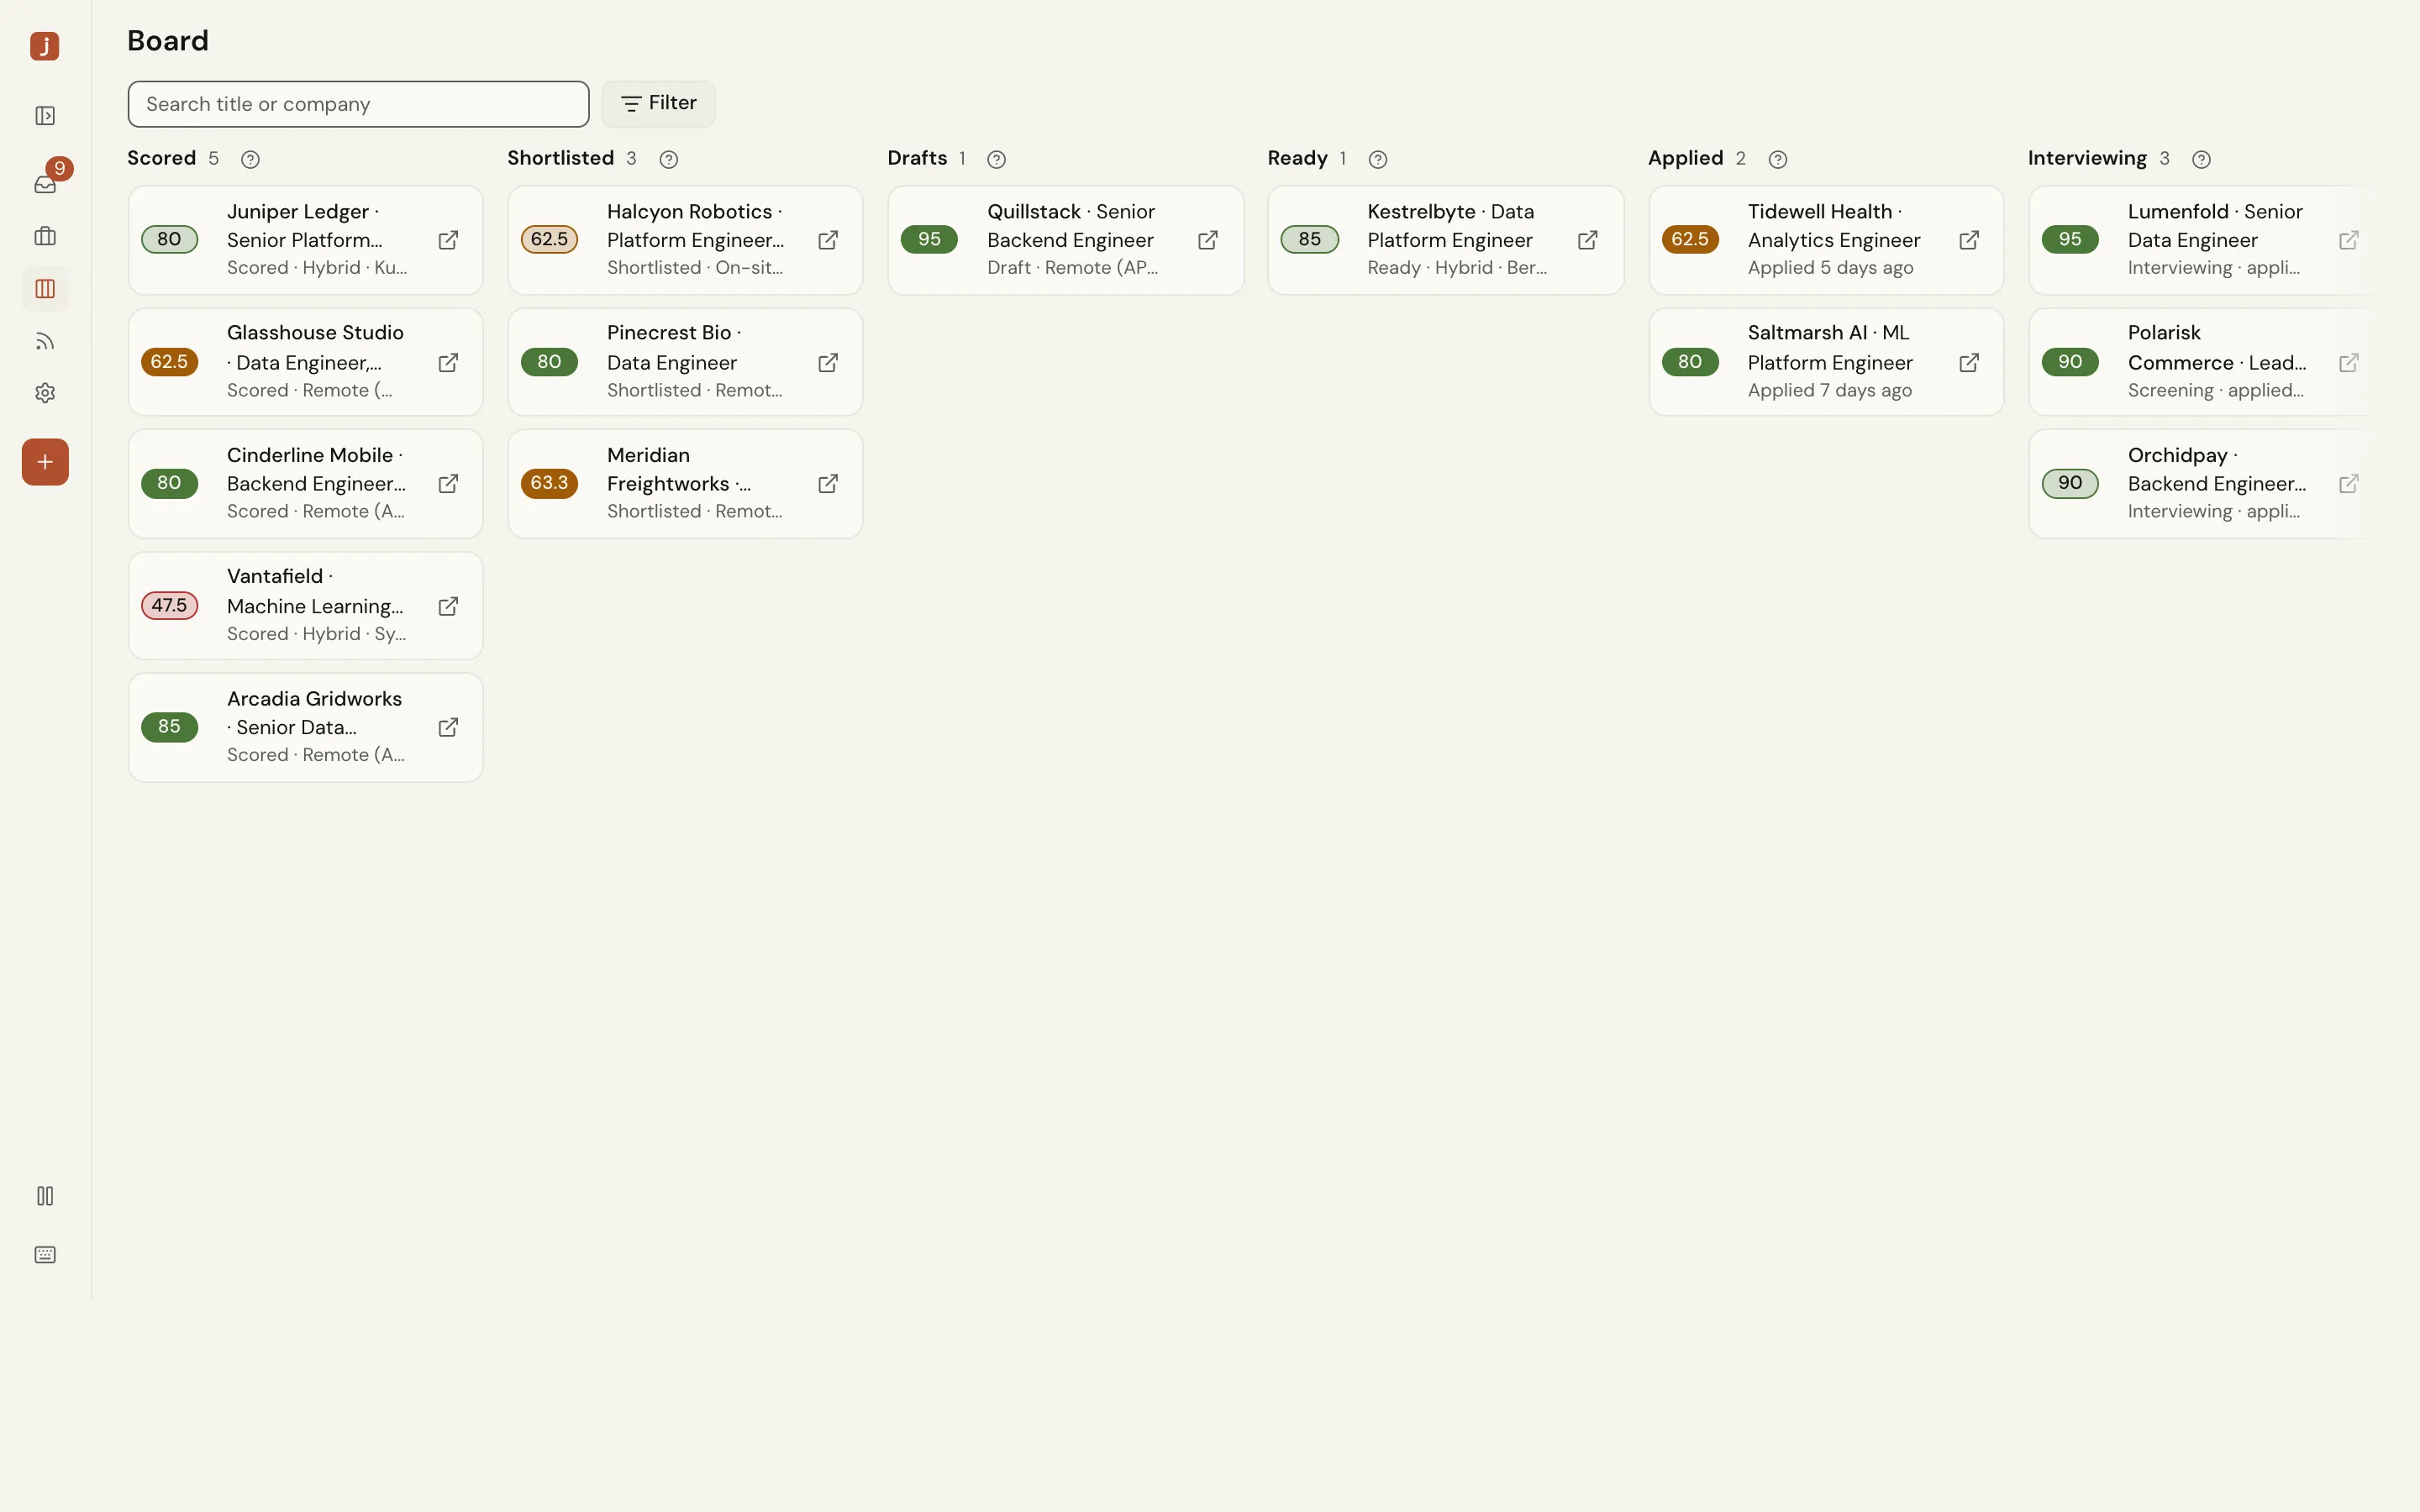 j
Board
Search title or company
Filter
9
Scored 5
Juniper Ledger ·
Senior Platform...
Scored · Hybrid · Ku...
80
Glasshouse Studio
· Data Engineer,...
Scored · Remote (...
62.5
Cinderline Mobile ·
Backend Engineer...
Scored · Remote (A...
80
Vantafield ·
Machine Learning...
Scored · Hybrid · Sy...
47.5
Arcadia Gridworks
· Senior Data...
Scored · Remote (A...
85
Shortlisted 3
Halcyon Robotics ·
Platform Engineer...
Shortlisted · On-sit...
62.5
Pinecrest Bio ·
Data Engineer
Shortlisted · Remot...
80
Meridian
Freightworks ·...
Shortlisted · Remot...
63.3
Drafts 1
Quillstack · Senior
Backend Engineer
Draft · Remote (AP...
95
Ready 1
Kestrelbyte · Data
Platform Engineer
Ready · Hybrid · Ber...
85
Applied 2
Tidewell Health ·
Analytics Engineer
Applied 5 days ago
62.5
Saltmarsh AI · ML
Platform Engineer
Applied 7 days ago
80
Interviewing 3
Lumenfold · Senior
Data Engineer
Interviewing · appli...
95
Polarisk
Commerce · Lead...
Screening · applied...
90
Orchidpay ·
Backend Engineer...
Interviewing · appli...
90